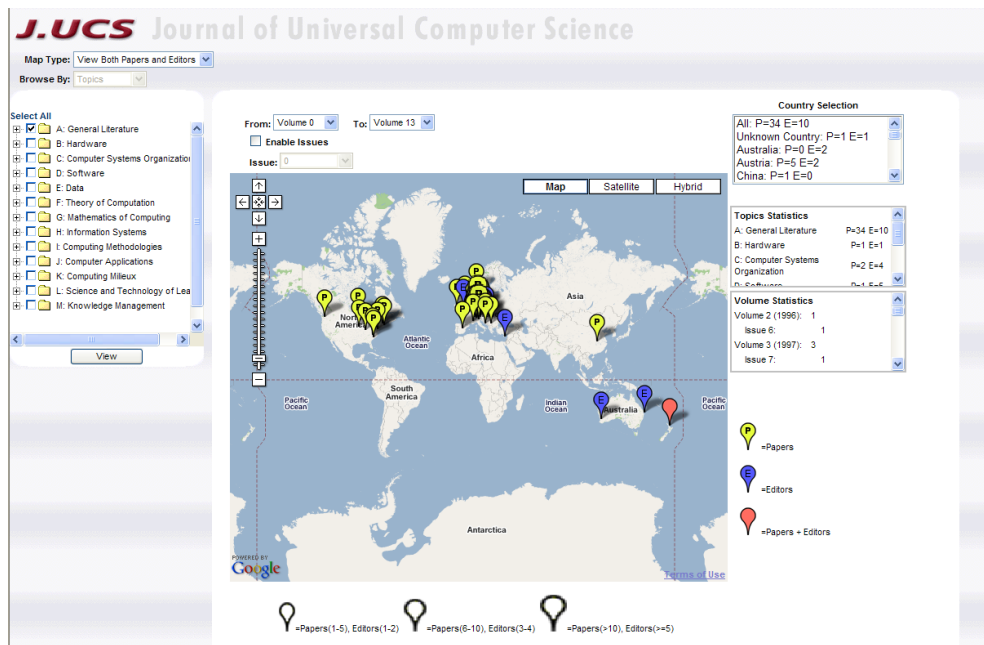 J.UCS Journal of Universal Computer Science
Map Type: View Both Papers and Editors
Browse By: Topics
Select All
A: General Literature
B: Hardware
C: Computer Systems Organization
D: Software
E: Data
F: Theory of Computation
G: Mathematics of Computing
H: Information Systems
I: Computing Methodologies
J: Computer Applications
K: Computing Milieux
L: Science and Technology of Lea
M: Knowledge Management
View
From: Volume 0 To: Volume 13
Enable Issues
Issue: 0
Map Satellite Hybrid
P
E
Asia
North America
Atlantic Ocean
Africa
South America
Pacific Ocean
Indian Ocean
Australia
Pacific Ocean
Antarctica
POWERED BY
Google
Terms of Use
=Papers(1-5), Editors(1-2) =Papers(6-10), Editors(3-4) =Papers(>10), Editors(>=5)
Country Selection
All: P=34 E=10
Unknown Country: P=1 E=1
Australia: P=0 E=2
Austria: P=5 E=2
China: P=1 E=0
Topics Statistics
A: General Literature P=34 E=10
B: Hardware P=1 E=1
C: Computer Systems Organization P=2 E=4
D: Software P=1 E=5
Volume Statistics
Volume 2 (1996): 1
Issue 6: 1
Volume 3 (1997): 3
Issue 7: 1
P =Papers
E =Editors
=Papers + Editors